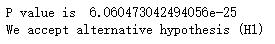 P value is  6.060473042494056e-25
We accept alternative hypothesis (H1)